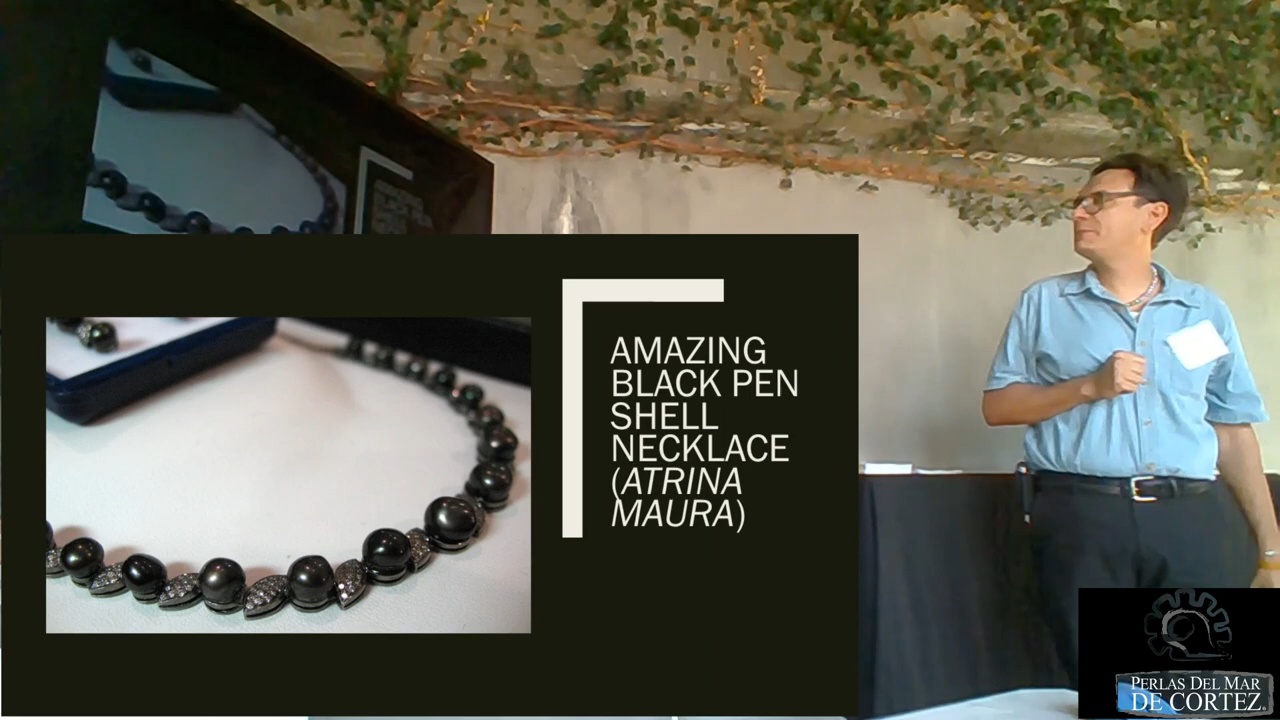 AMAZING
BLACK PEN
SHELL
NECKLACE
(ATRINA
MAURA)
PERLAS DEL MAR
DE CORTEZ